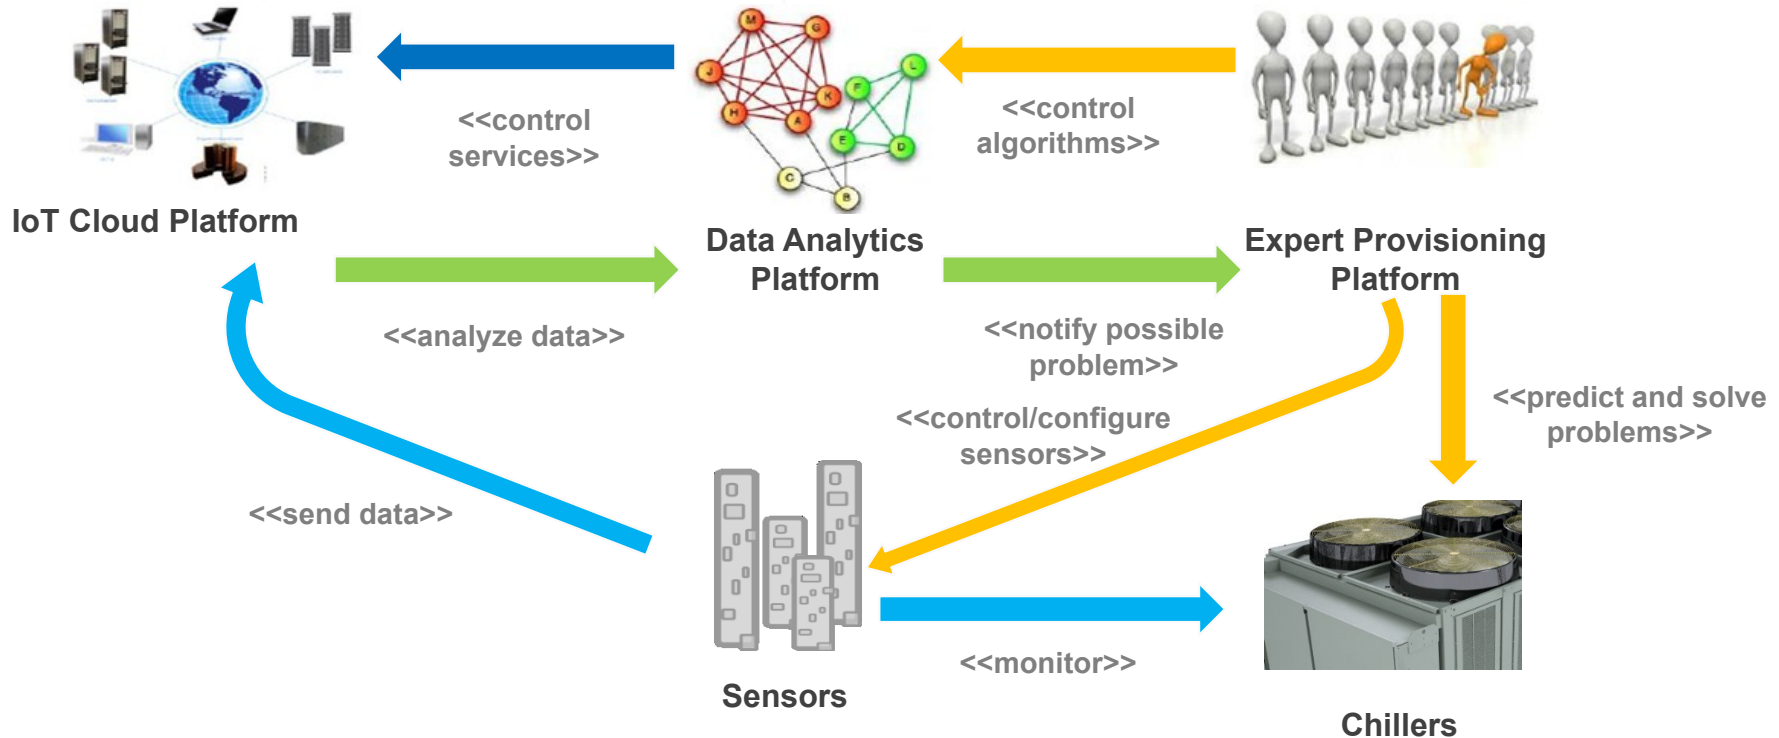 <<control
services>>
<<control
algorithms>>
M
G
J
K
H
A
L
F
E
D
C
B
IoT Cloud Platform
Data Analytics
Platform
Expert Provisioning
Platform
<<analyze data>>
<<notify possible
problem>>
<<control/configure
sensors>>
<<predict and solve
problems>>
<<send data>>
<<monitor>>
Sensors
Chillers